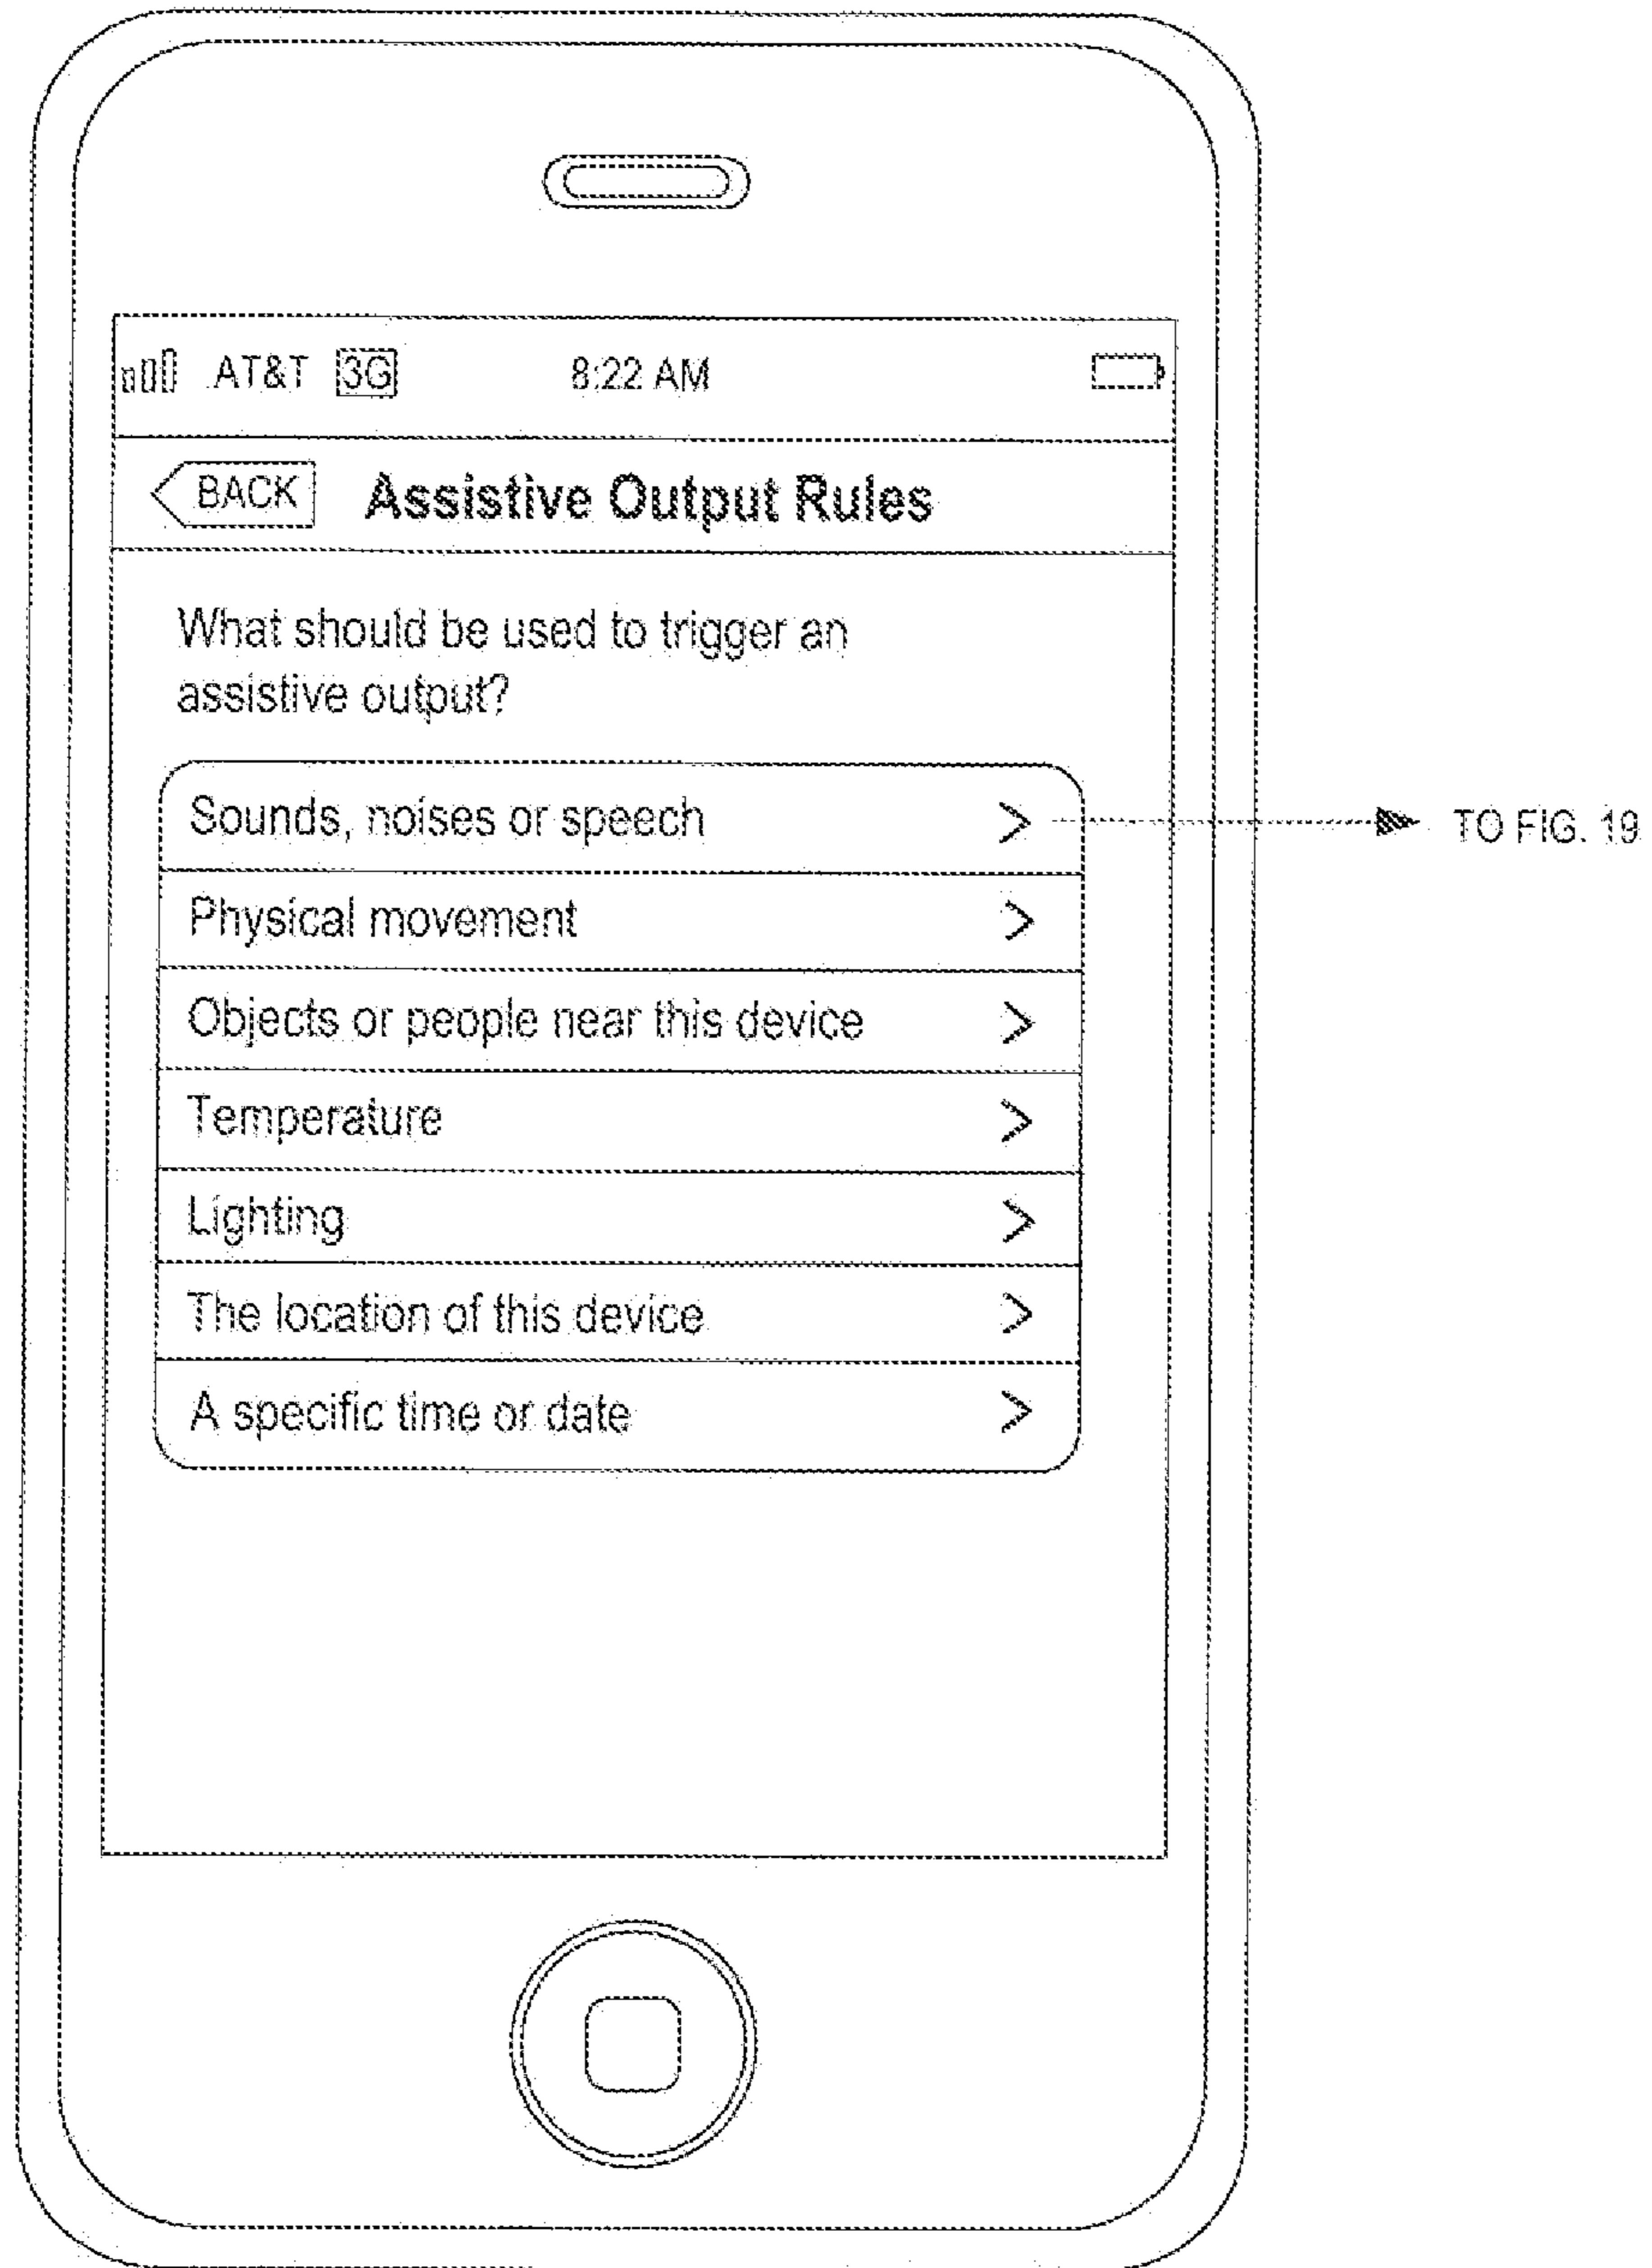 AT&T 3G 8:22 AM
BACK Assistive Output Rules
What should be used to trigger an
assistive output?
Sounds, noises or speech >
TO FIG. 19
Physical movement >
Objects or people near this device >
Temperature >
Lighting >
The location of this device >
A specific time or date >